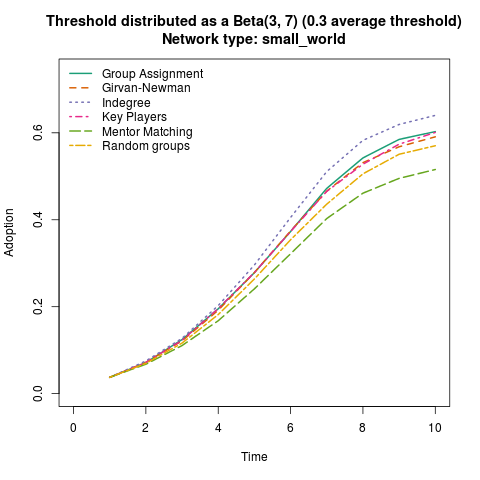 Threshold distributed as a Beta(3, 7) (0.3 average threshold)
Network type: small_world
Group Assignment
Girvan-Newman
Indegree
Key Players
Mentor Matching
Random groups
Adoption
0.6
0.4
0.2
0.0
0 2 4 6 8 10
Time